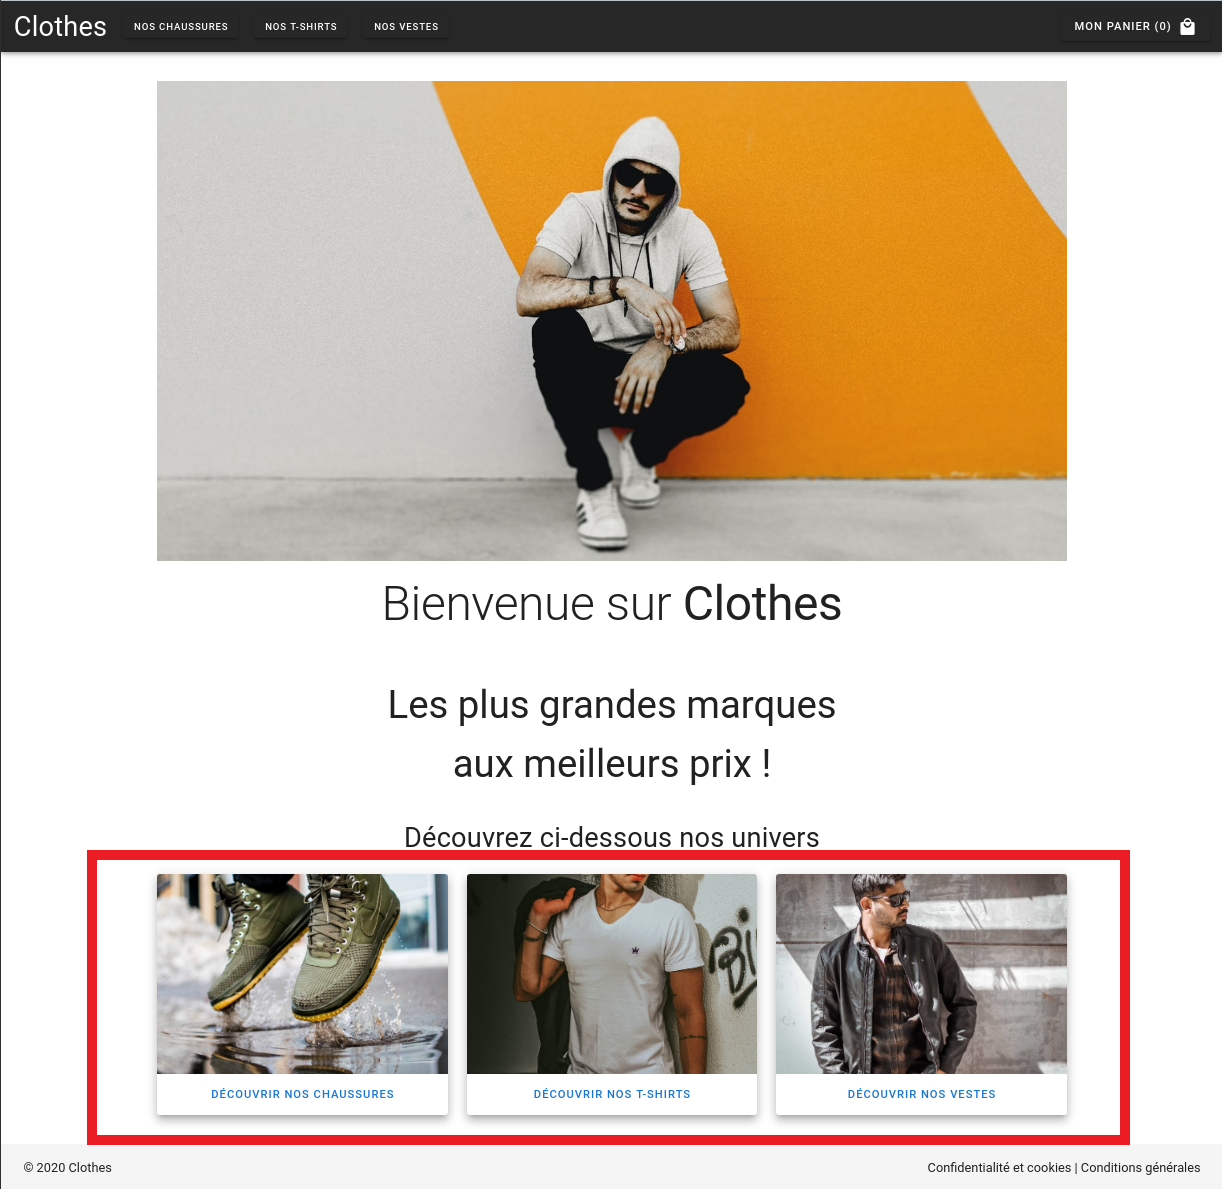 Clothes NOS CHAUSSURES NOS T-SHIRTS NOS VESTES MON PANIER (0)
Bienvenue sur Clothes
Les plus grandes marques
aux meilleurs prix !
Découvrez ci-dessous nos univers
DÉCOUVRIR NOS CHAUSSURES DÉCOUVRIR NOS T-SHIRTS DÉCOUVRIR NOS VESTES
© 2020 Clothes Confidentialité et cookies | Conditions générales